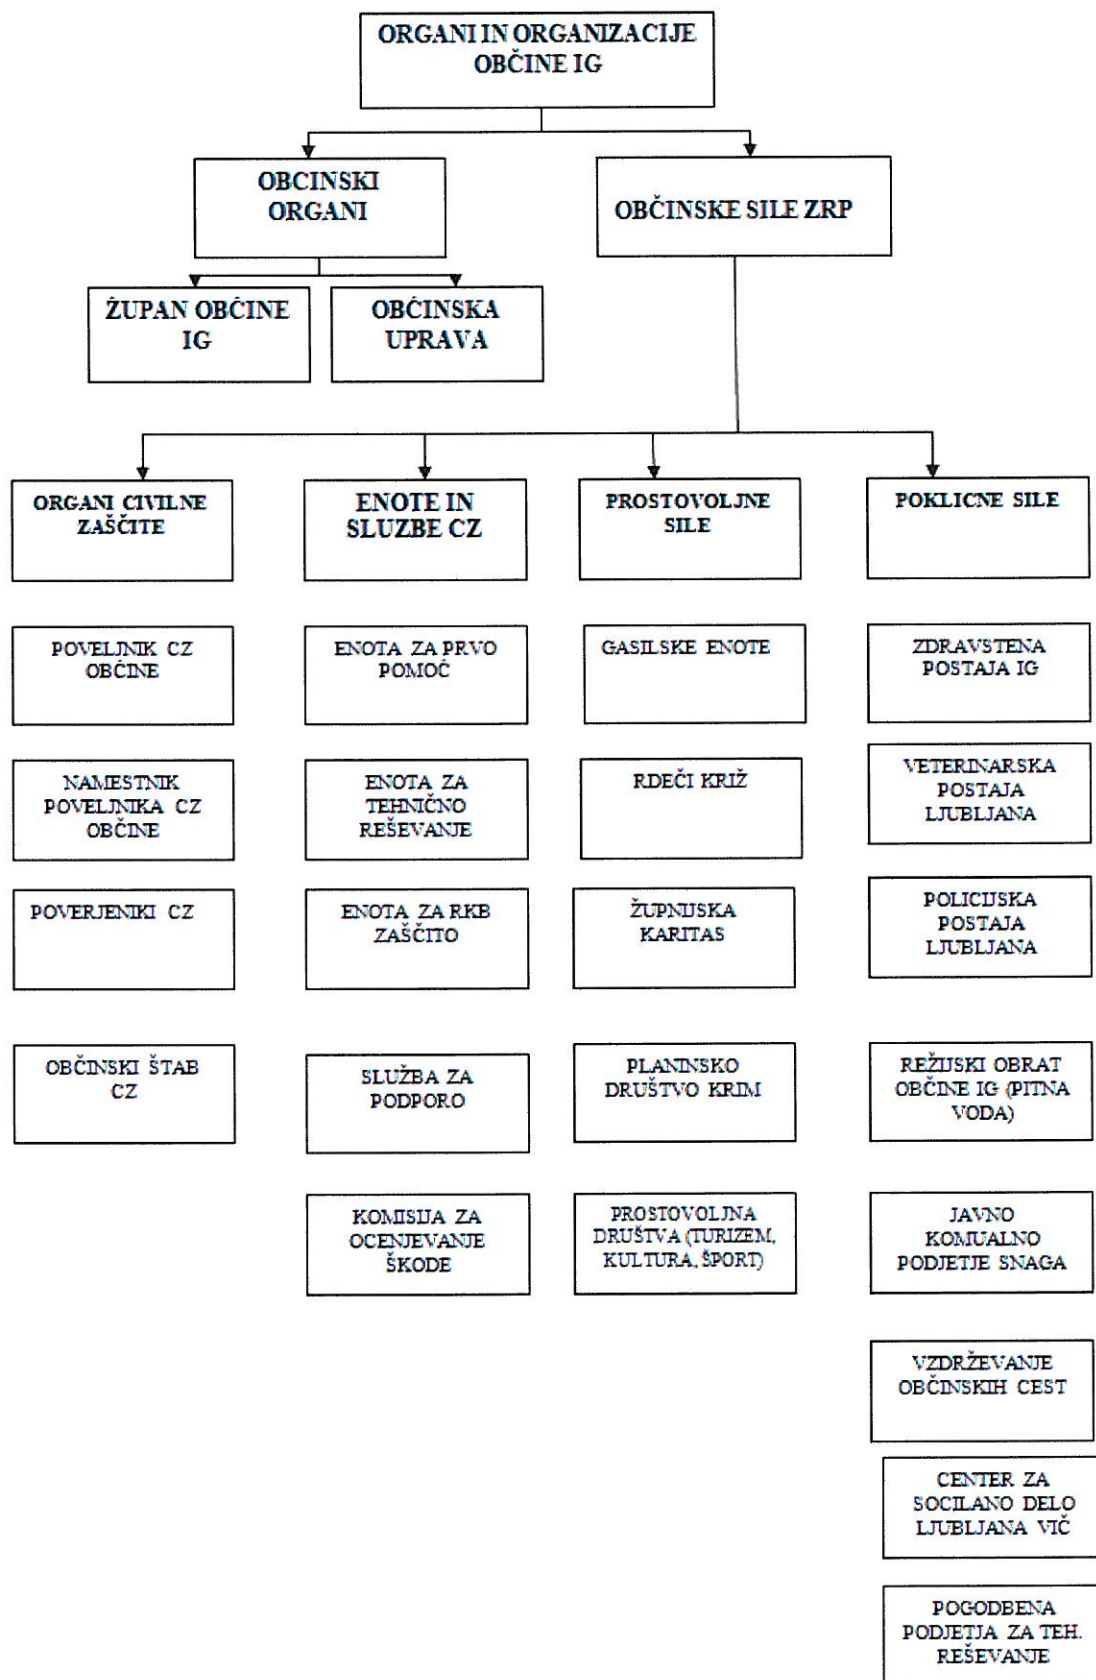 ORGANI IN ORGANIZACIJE
OBČINE IG
OBCINSKI
ORGANI
OBČINSKE SILE ZRP
ŽUPAN OBČINE
IG
OBČINSKA
UPRAVA
ORGANI CIVILNE
ZAŠČITE
ENOTE IN
SLUZBE CZ
PROSTOVOLJNE
SILE
POKLICNE SILE
POVELJNIK CZ
OBČINE
ENOTA ZA PRVO
POMOČ
GASILSKE ENOTE
ZDRAVSTENA
POSTAJA IG
NAMESTNIK
POVELJNIKA CZ
OBČINE
ENOTA ZA
TEHNIČNO
REŠEVANJE
RDEČI KRIŽ
VETERINARSKA
POSTAJA
LJUBLJANA
POVERJENIKI CZ
ENOTA ZA RKB
ZAŠČITO
ŽUPNIJSKA
KARITAS
POLICIJSKA
POSTAJA
LJUBLJANA
OBČINSKI ŠTAB
CZ
SLUŽBA ZA
PODPORO
PLANINSKO
DRUŠTVO KRIM
REŽIJSKI OBRAT
OBČINE IG (PITNA
VODA)
KOMISIJA ZA
OCENJEVANJE
ŠKODE
PROSTOVOLJNA
DRUŠTVA (TURIZEM,
KULTURA, ŠPORT)
JAVNO
KOMUALNO
PODJETJE SNAGA
VZDRŽEVANJE
OBČINSKIH CEST
CENTER ZA
SOCILANO DELO
LJUBLJANA VIČ
POGODBENA
PODJETJA ZA TEH.
REŠEVANJE